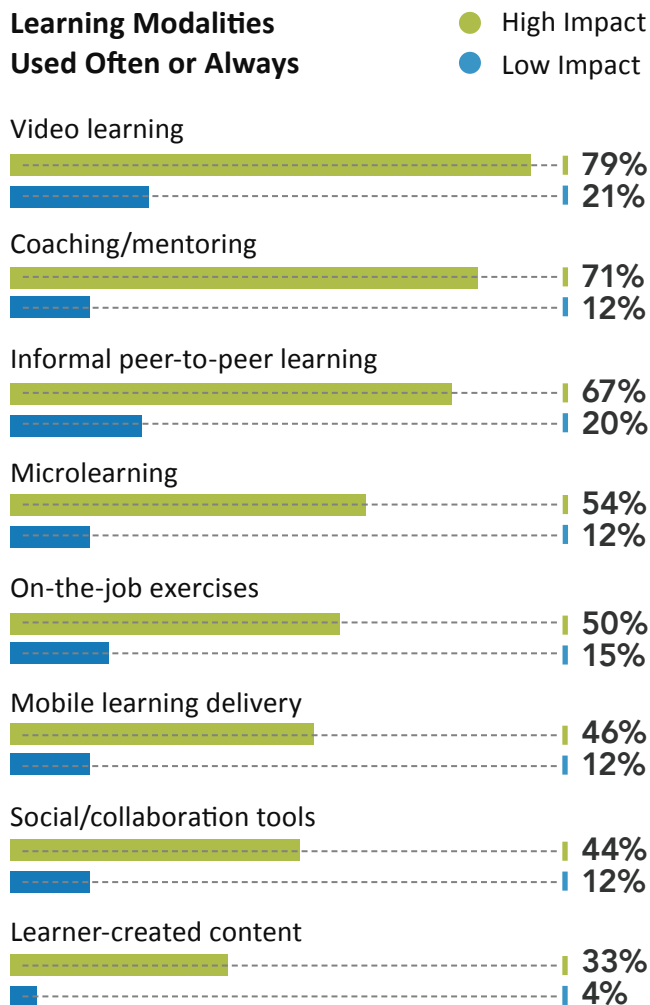 Learning Modalities
Used Often or Always
High Impact
Low Impact
Video learning
79%
21%
Coaching/mentoring
71%
12%
Informal peer-to-peer learning
67%
20%
Microlearning
54%
12%
On-the-job exercises
50%
15%
Mobile learning delivery
46%
12%
Social/collaboration tools
44%
12%
Learner-created content
33%
4%